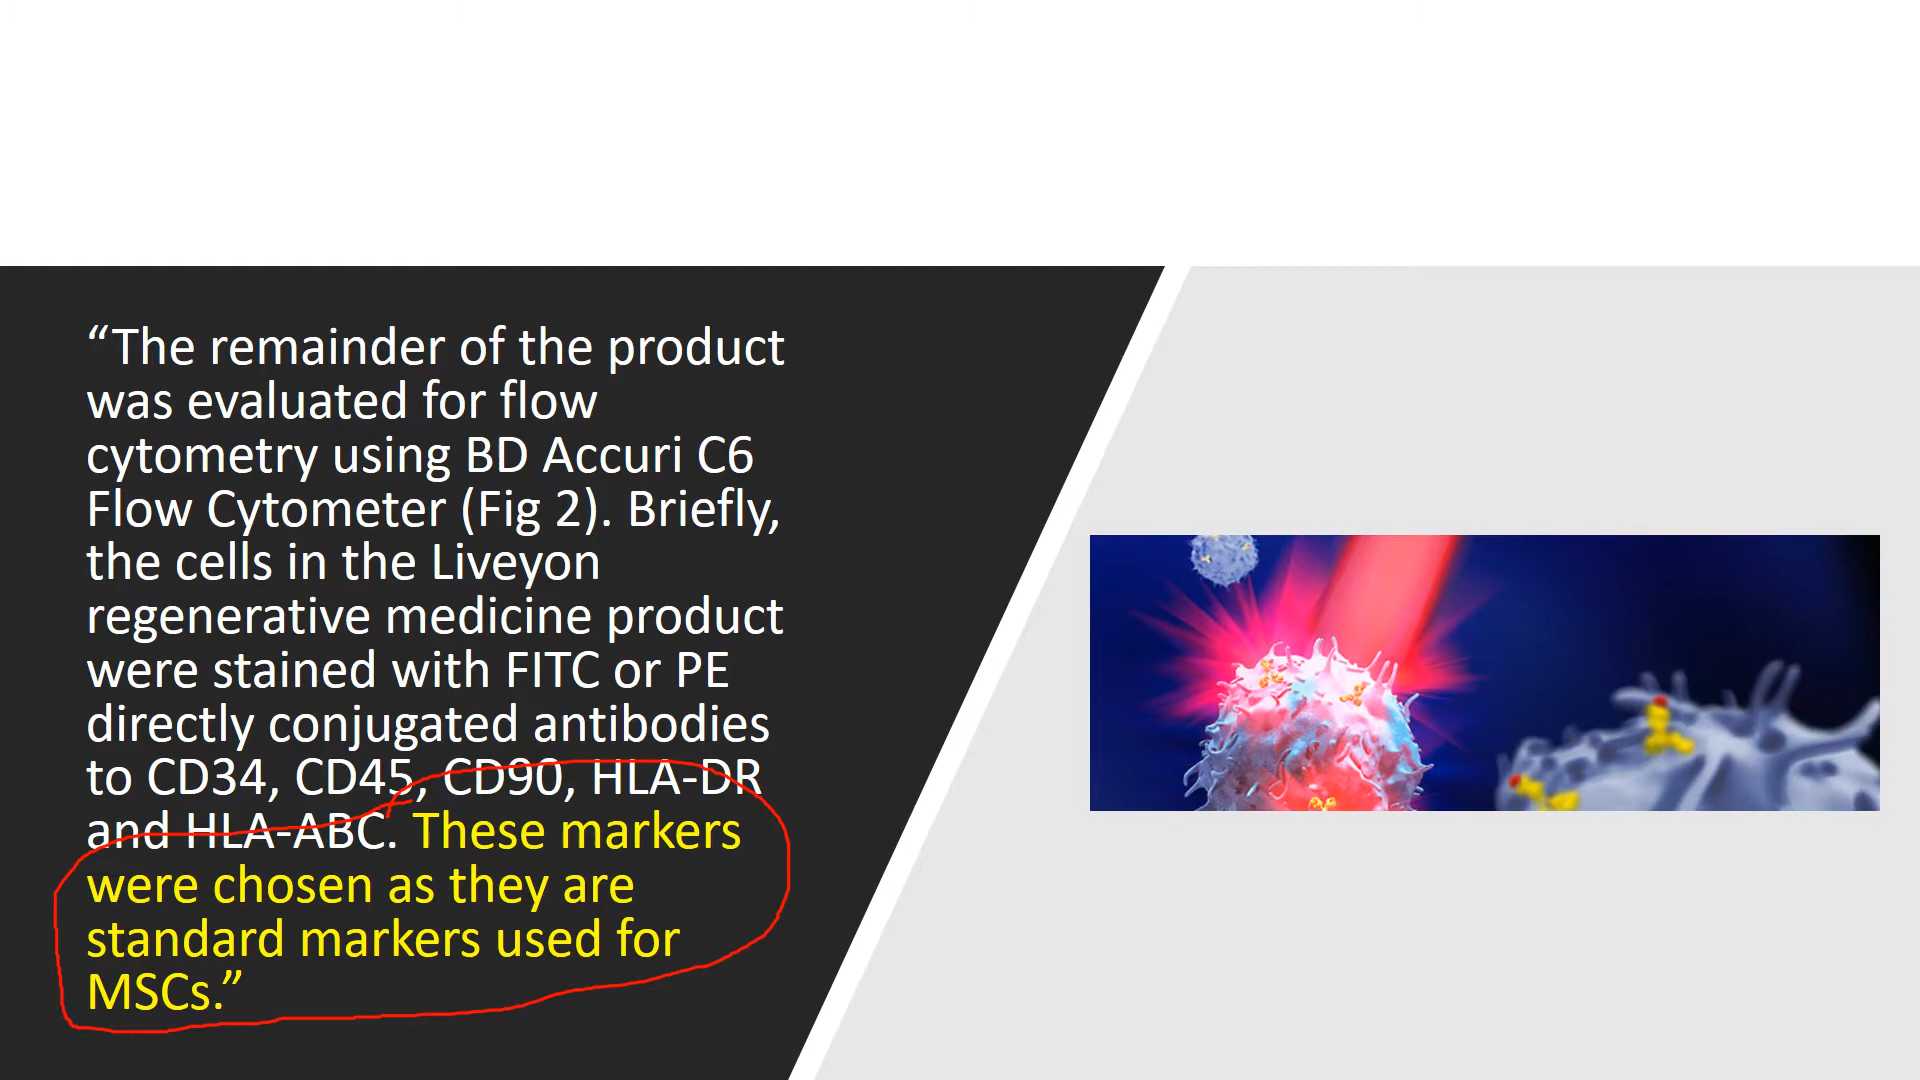 “The remainder of the product
was evaluated for flow
cytometry using BD Accuri C6
Flow Cytometer (Fig 2). Briefly,
the cells in the Liveyon
regenerative medicine product
were stained with FITC or PE
directly conjugated antibodies
to CD34, CD45, CD90, HLA-DR
and HLA-ABC. These markers
were chosen as they are
standard markers used for
MSCs.”